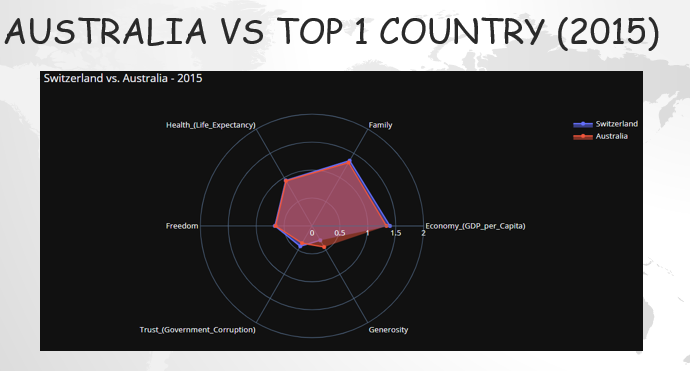 AUSTRALIA VS TOP 1 COUNTRY (2015)
Switzerland vs. Australia - 2015
Switzerland
Australia
Health_(Life_Expectancy)
Family
Freedom
0 0.5 1 1.5 2
Economy_(GDP_per_Capita)
Trust_(Government_Corruption)
Generosity